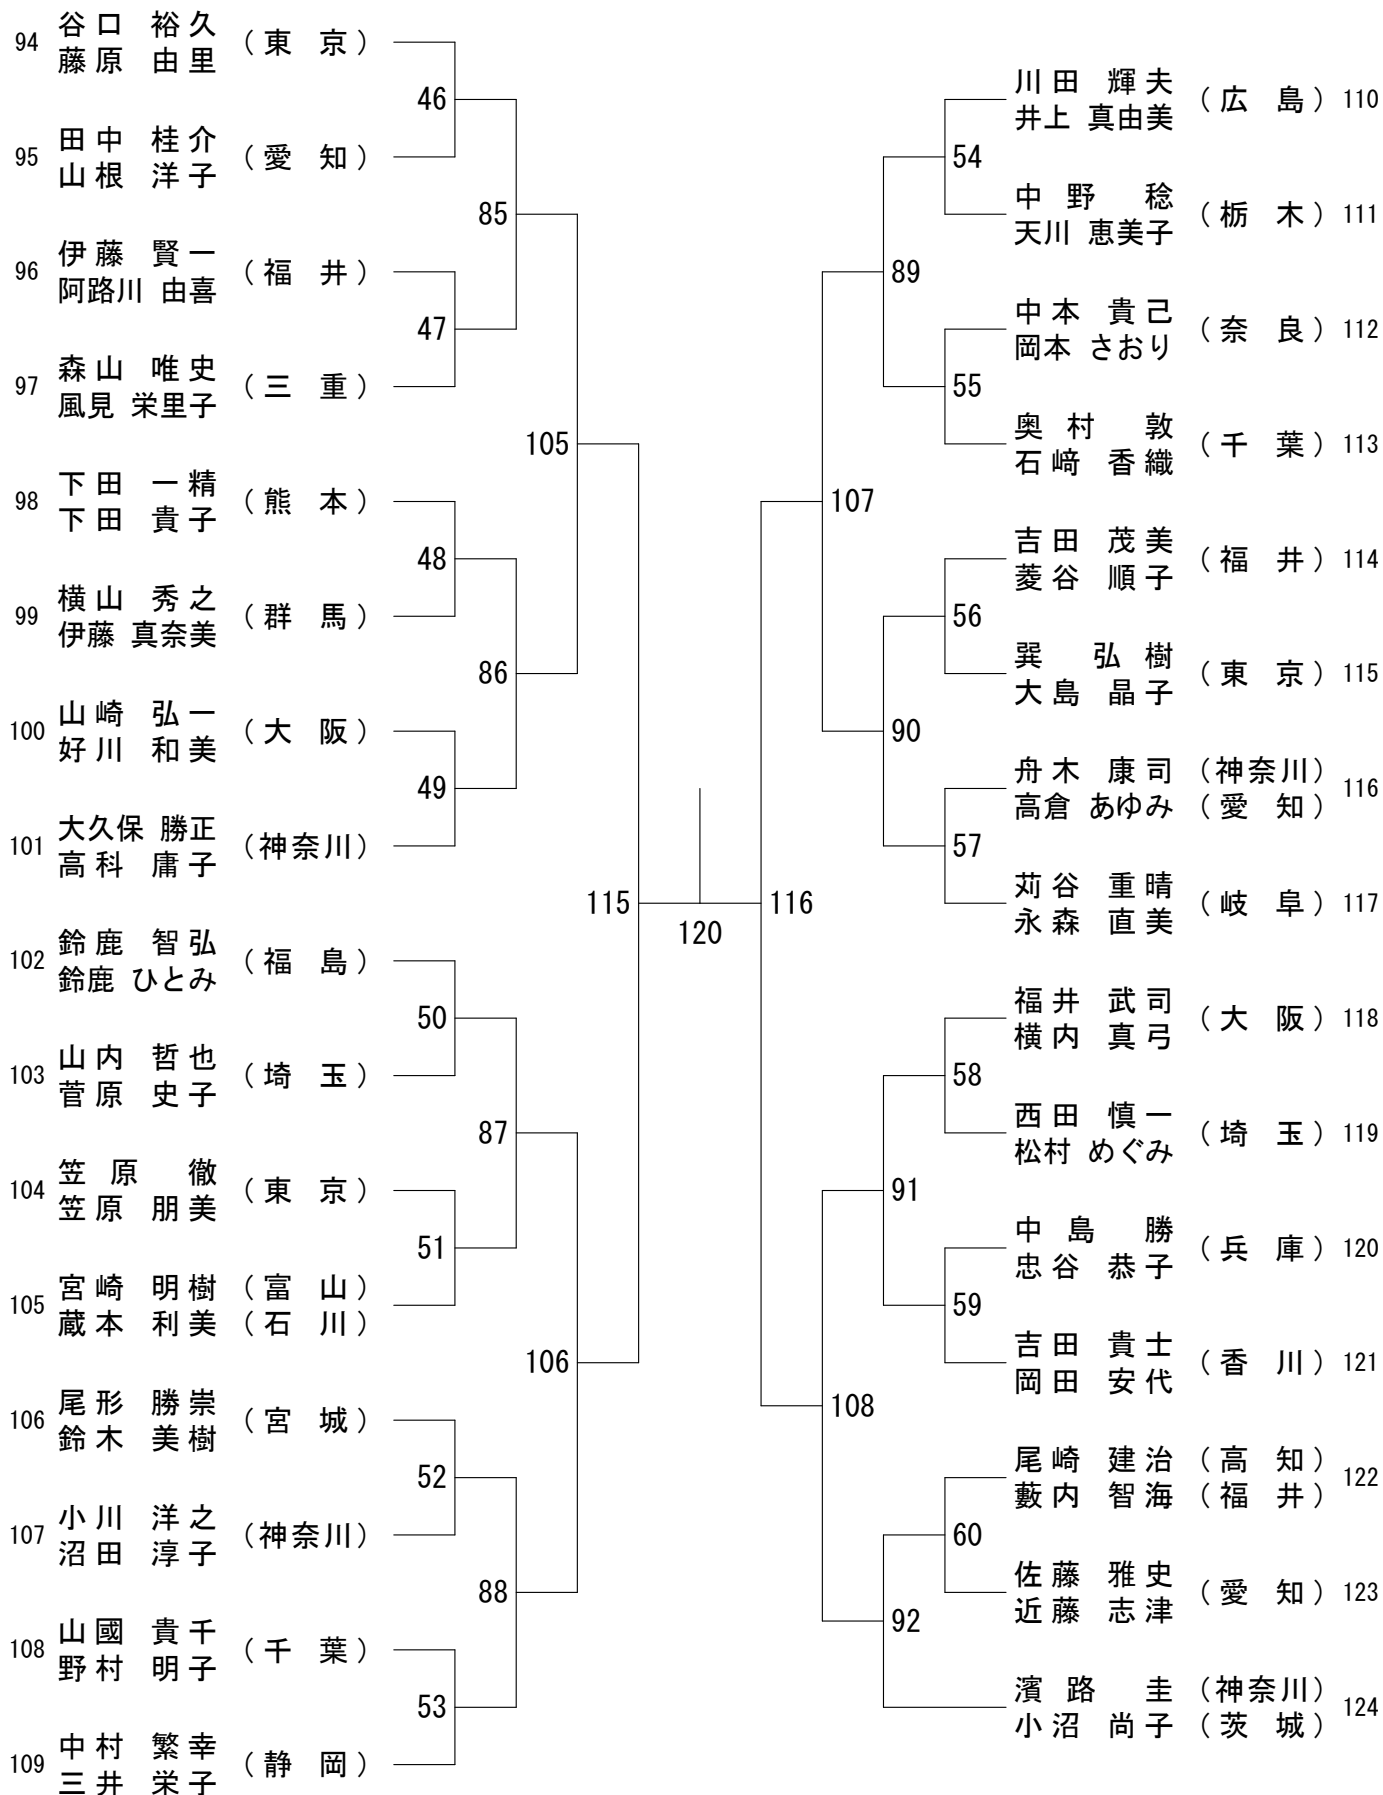 94 谷口 裕久 (東 京)
藤原 由里
46
95 田中 桂介 (愛 知)
山根 洋子
85
96 伊藤 賢一 (福 井)
阿路川 由喜
47
97 森山 唯史 (三 重)
風見 栄里子
105
98 下田 一精 (熊 本)
下田 貴子
48
99 横山 秀之 (群 馬)
伊藤 真奈美
86
100 山崎 弘一 (大 阪)
好川 和美
49
101 大久保 勝正 (神奈川)
高科 庸子
115
102 鈴鹿 智弘 (福 島)
鈴鹿 ひとみ
50
103 山内 哲也 (埼 玉)
菅原 史子
87
104 笠原 徹 (東 京)
笠原 朋美
51
105 宮崎 明樹 (富 山)
蔵本 利美 (石 川)
106
106 尾形 勝崇 (宮 城)
鈴木 美樹
52
107 小川 洋之 (神奈川)
沼田 淳子
88
108 山國 貴千 (千 葉)
野村 明子
53
109 中村 繁幸 (静 岡)
三井 栄子
120
川田 輝夫 (広 島) 110
井上 真由美
54
中野 稔 (栃 木) 111
天川 恵美子
89
中本 貴己 (奈 良) 112
岡本 さおり
55
奥村 敦 (千 葉) 113
石﨑 香織
107
吉田 茂美 (福 井) 114
菱谷 順子
56
巽 弘樹 (東 京) 115
大島 晶子
90
舟木 康司 (神奈川) 116
高倉 あゆみ (愛 知)
57
苅谷 重晴 (岐 阜) 117
永森 直美
116
福井 武司 (大 阪) 118
横内 真弓
58
西田 慎一 (埼 玉) 119
松村 めぐみ
91
中島 勝 (兵 庫) 120
忠谷 恭子
59
吉田 貴士 (香 川) 121
岡田 安代
108
尾崎 建治 (高 知) 122
藪内 智海 (福 井)
60
佐藤 雅史 (愛 知) 123
近藤 志津
92
濱路 圭 (神奈川) 124
小沼 尚子 (茨 城)